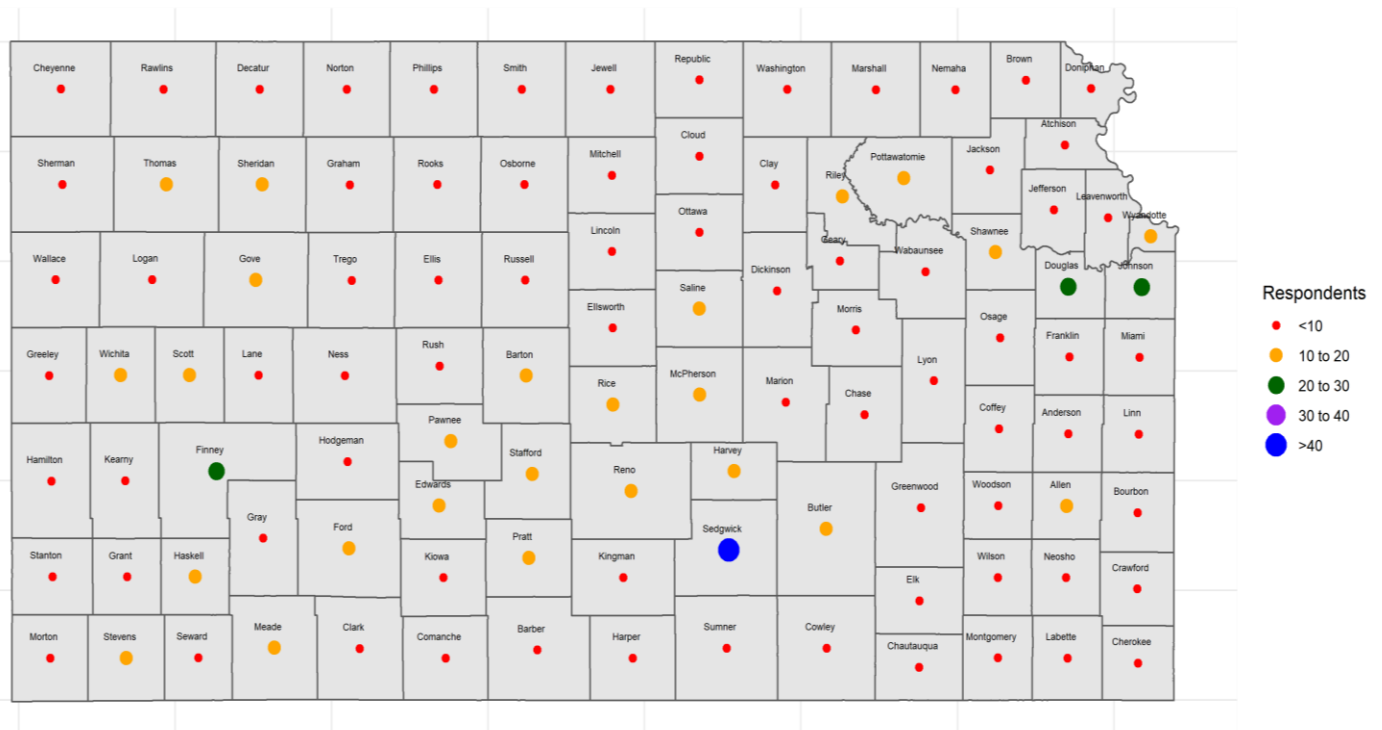 Cheyenne
Rawlins
Decatur
Norton
Phillips
Smith
Jewell
Republic
Washington
Marshall
Nemaha
Brown
Doniphan
Atchison
Sherman
Thomas
Sheridan
Graham
Rooks
Osborne
Mitchell
Cloud
Clay
Riley
Pottawatomie
Jackson
Jefferson
Leavenworth
Wyandotte
Wallace
Logan
Gove
Trego
Ellis
Russell
Lincoln
Ottawa
Dickinson
Geary
Wabaunsee
Shawnee
Douglas
Johnson
Ellsworth
Saline
Morris
Osage
Franklin
Miami
Greeley
Wichita
Scott
Lane
Ness
Rush
Barton
Rice
McPherson
Marion
Chase
Lyon
Coffey
Anderson
Linn
Hamilton
Kearny
Finney
Hodgeman
Pawnee
Stafford
Reno
Harvey
Edwards
Gray
Ford
Pratt
Sedgwick
Butler
Greenwood
Woodson
Allen
Bourbon
Stanton
Grant
Haskell
Kiowa
Kingman
Elk
Wilson
Neosho
Crawford
Morton
Stevens
Seward
Meade
Clark
Comanche
Barber
Harper
Sumner
Cowley
Chautauqua
Montgomery
Labette
Cherokee
Respondents
<10
10 to 20
20 to 30
30 to 40
>40